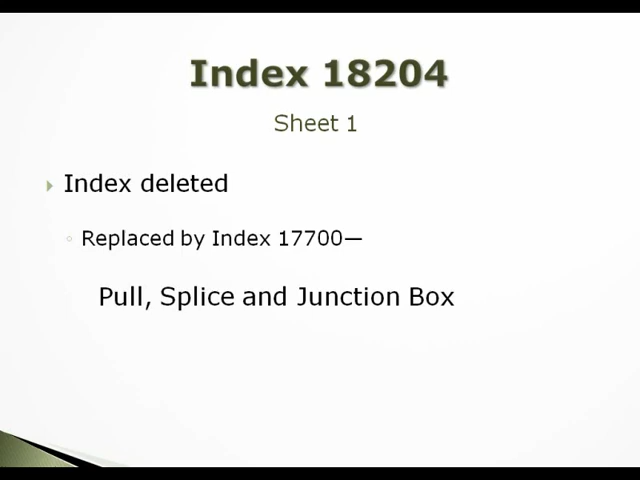 Index 18204
Sheet 1
Index deleted
Replaced by Index 17700—
Pull, Splice and Junction Box